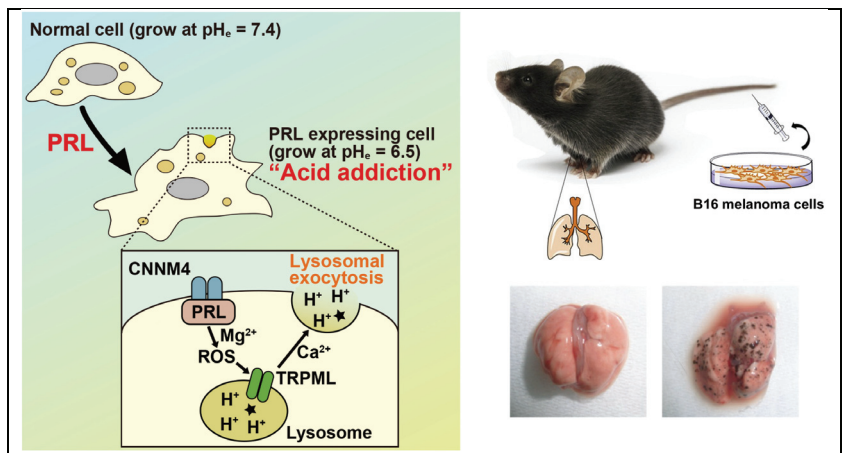 Normal cell (grow at pHₑ = 7.4)
PRL
PRL expressing cell
(grow at pHₑ = 6.5)
“Acid addiction”
CNNM4
Lysosomal
exocytosis
H⁺ H⁺
H⁺
PRL
Mg²⁺
ROS
Ca²⁺
TRPML
H⁺
H⁺
H⁺ H⁺
Lysosome
B16 melanoma cells